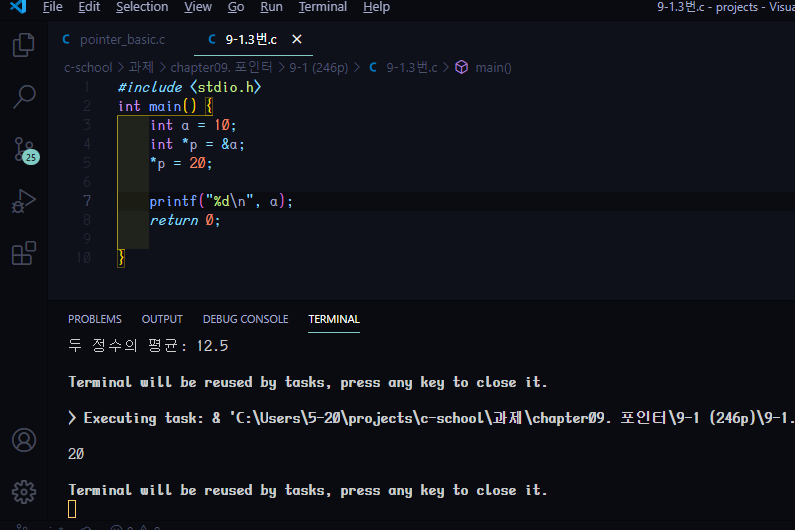 File Edit Selection View Go Run Terminal Help 9-1.3번.c - projects - Visua
C pointer_basic.c C 9-1.3번.c ×
c-school > 과제 > chapter09. 포인터 > 9-1 (246p) > C 9-1.3번.c > main()
1 #include <stdio.h>
2 int main() {
3 int a = 10;
4 int *p = &a;
5 *p = 20;
6
7 printf("%d\n", a);
8 return 0;
9
10 }
25
PROBLEMS OUTPUT DEBUG CONSOLE TERMINAL
두 정수의 평균: 12.5
Terminal will be reused by tasks, press any key to close it.
> Executing task: & 'C:\Users\5-20\projects\c-school\과제\chapter09. 포인터\9-1 (246p)\9-1.
20
Terminal will be reused by tasks, press any key to close it.